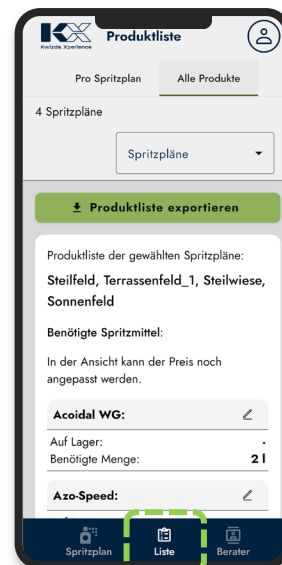 KX
Kwizda Xperience
Produktliste
Pro Spritzplan
Alle Produkte
4 Spritzpläne
Spritzpläne
Produktliste exportieren
Produktliste der gewählten Spritzpläne:
Steilfeld, Terrassenfeld_1, Steilwiese,
Sonnenfeld
Benötigte Spritzmittel:
In der Ansicht kann der Preis noch
angepasst werden.
Acoidal WG:
Auf Lager: -
Benötigte Menge: 2 l
Azo-Speed:
Spritzplan
Liste
Berater